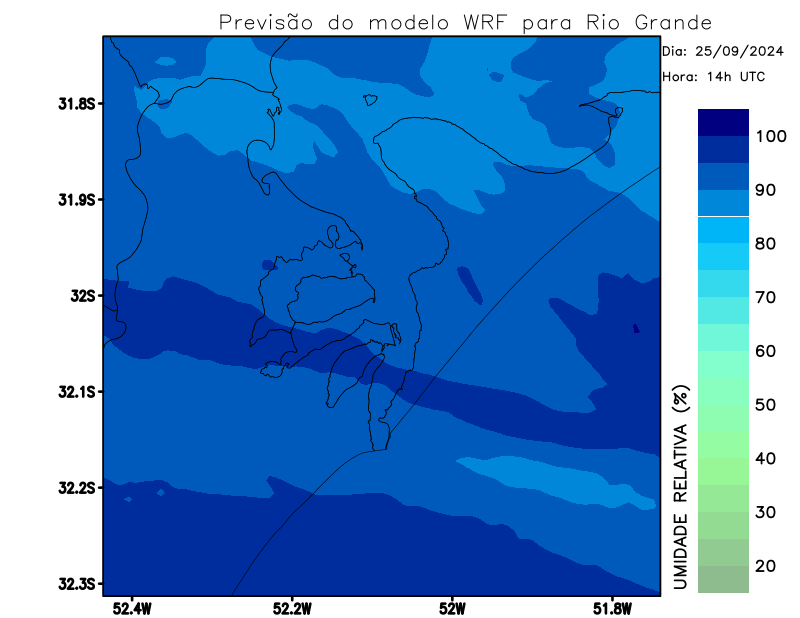 Previsão do modelo WRF para Rio Grande
Dia: 25/09/2024
Hora: 14h UTC
31.8S
31.9S
32S
32.1S
32.2S
32.3S
52.4W
52.2W
52W
51.8W
100
90
80
70
60
50
40
30
20
UMIDADE RELATIVA (%)